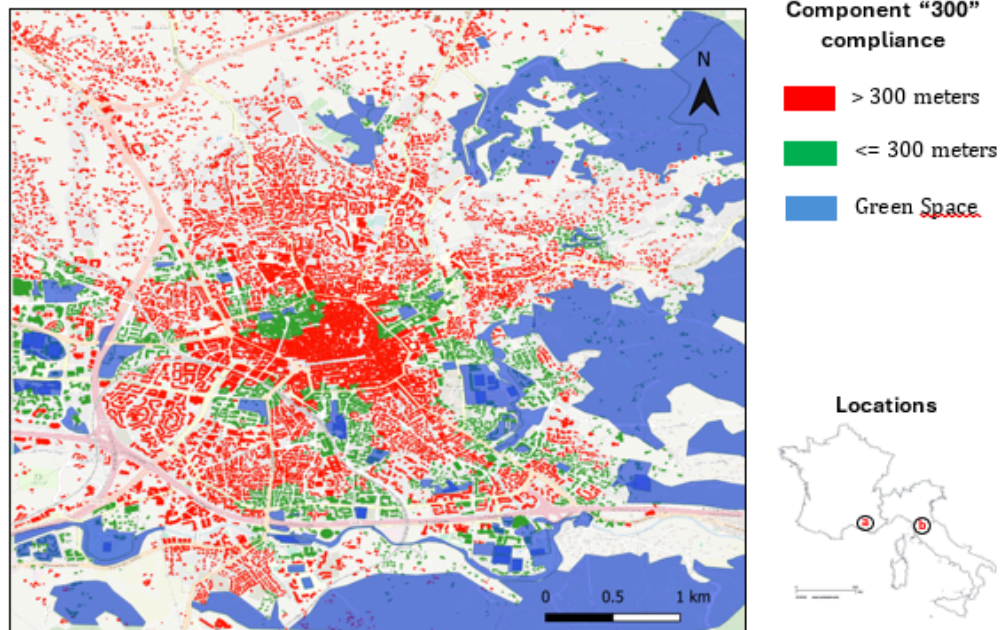 Component “300”
compliance
N
> 300 meters
<= 300 meters
Green Space
Locations
a
b
0 0.5 1 km